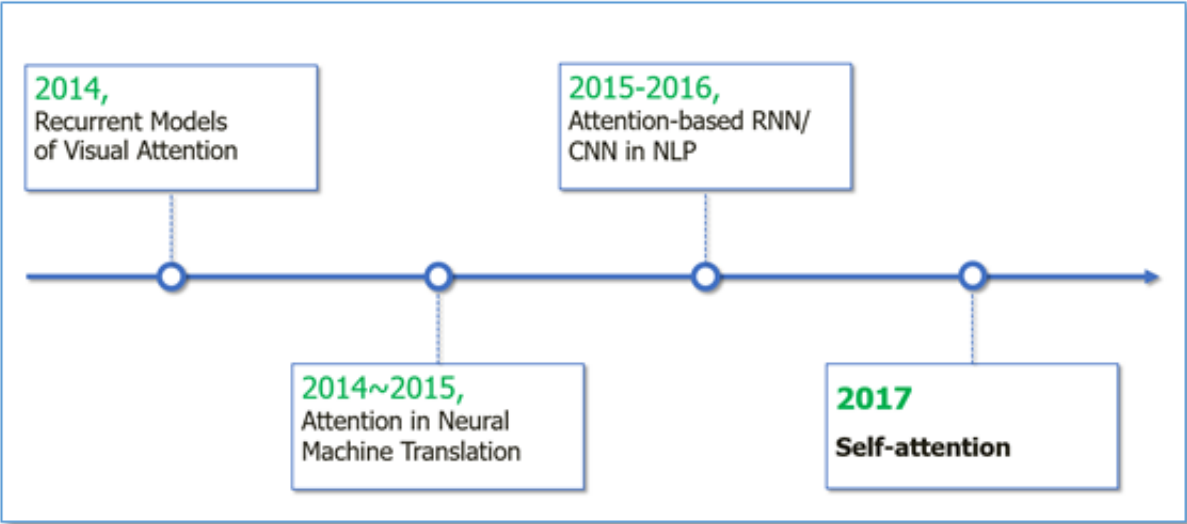 2014,
Recurrent Models
of Visual Attention
2014~2015,
Attention in Neural
Machine Translation
2015-2016,
Attention-based RNN/
CNN in NLP
2017
Self-attention